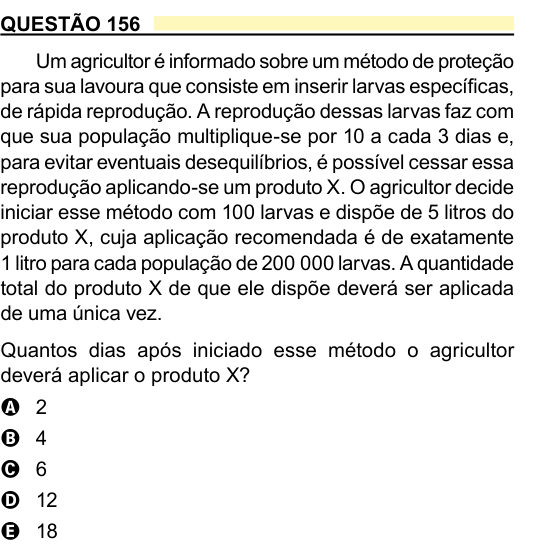 QUESTÃO 156
Um agricultor é informado sobre um método de proteção
para sua lavoura que consiste em inserir larvas específicas,
de rápida reprodução. A reprodução dessas larvas faz com
que sua população multiplique-se por 10 a cada 3 dias e,
para evitar eventuais desequilíbrios, é possível cessar essa
reprodução aplicando-se um produto X. O agricultor decide
iniciar esse método com 100 larvas e dispõe de 5 litros do
produto X, cuja aplicação recomendada é de exatamente
1 litro para cada população de 200 000 larvas. A quantidade
total do produto X de que ele dispõe deverá ser aplicada
de uma única vez.
Quantos dias após iniciado esse método o agricultor
deverá aplicar o produto X?
A 2
B 4
C 6
D 12
E 18